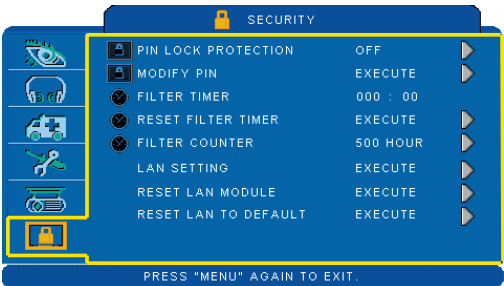 SECURITY
PIN LOCK PROTECTION OFF
MODIFY PIN EXECUTE
FILTER TIMER 000 : 00
RESET FILTER TIMER EXECUTE
FILTER COUNTER 500 HOUR
LAN SETTING EXECUTE
RESET LAN MODULE EXECUTE
RESET LAN TO DEFAULT EXECUTE
PRESS "MENU" AGAIN TO EXIT.